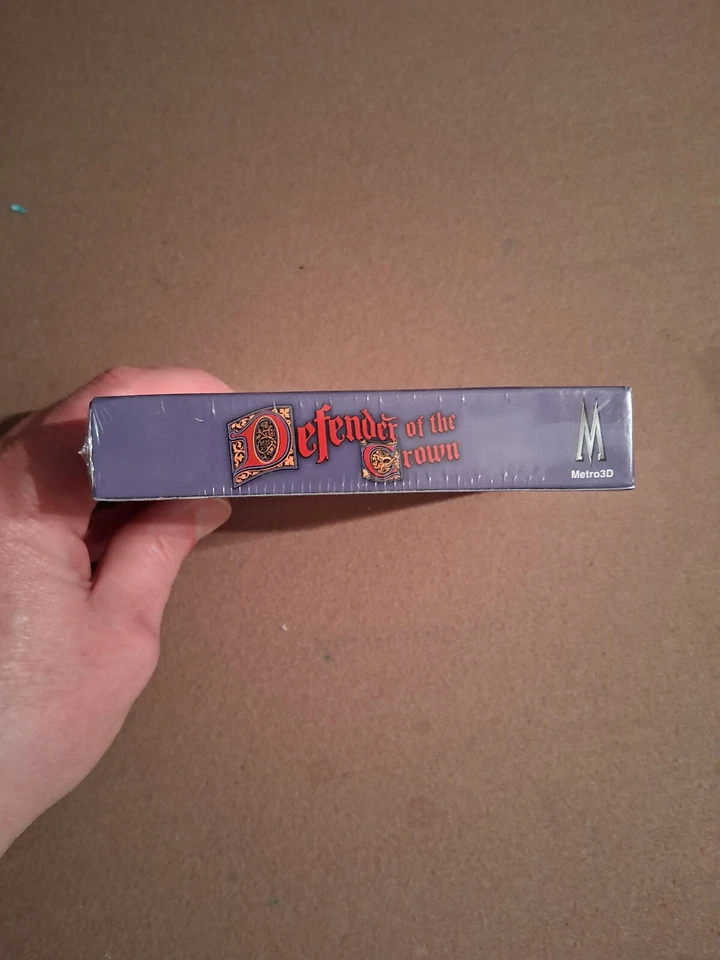 Defender of the
Crown
M
Metro3D